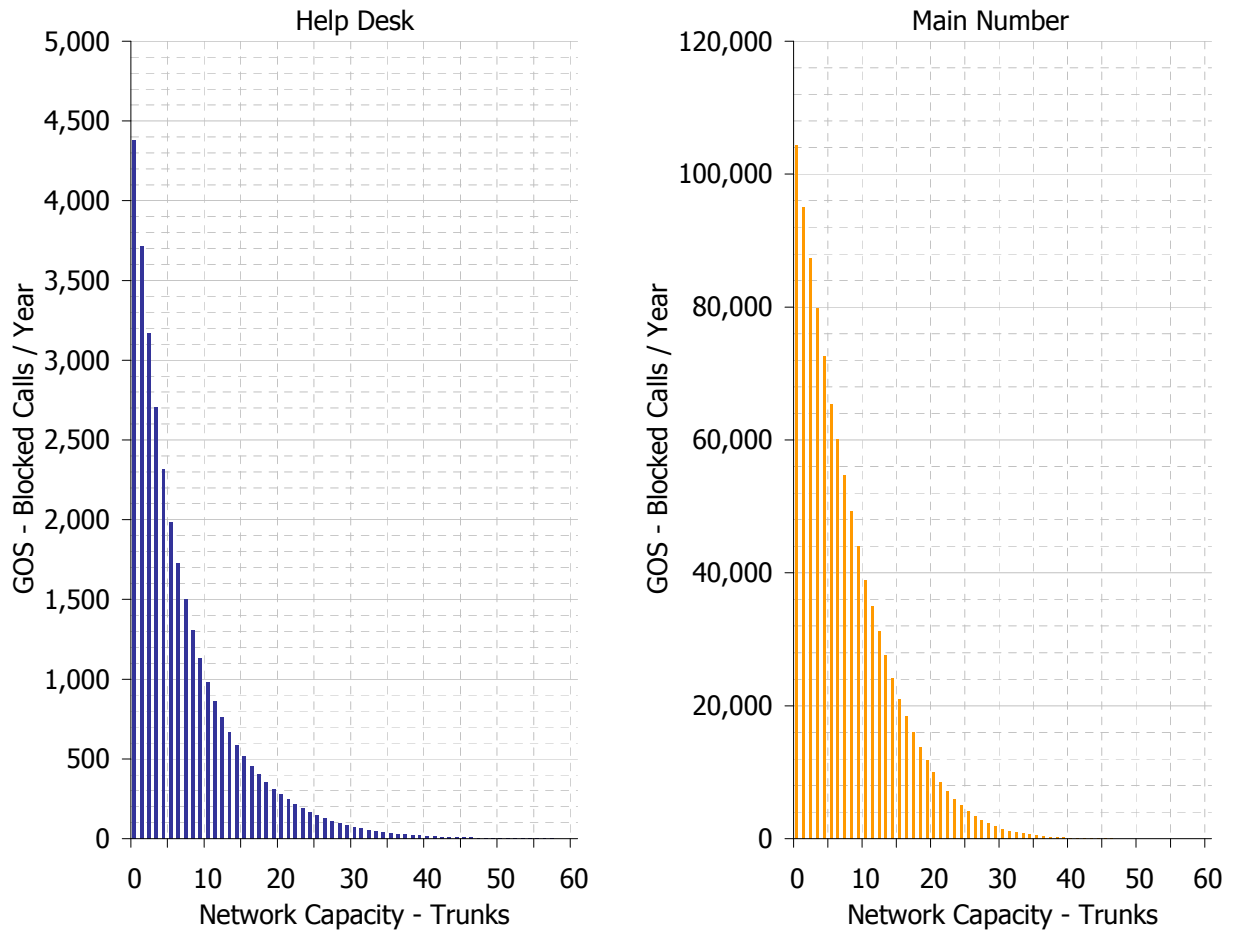 Help Desk
5,000
4,500
4,000
3,500
3,000
2,500
2,000
1,500
1,000
500
0
GOS - Blocked Calls / Year
0 10 20 30 40 50 60
Network Capacity - Trunks
Main Number
120,000
100,000
80,000
60,000
40,000
20,000
0
GOS - Blocked Calls / Year
0 10 20 30 40 50 60
Network Capacity - Trunks